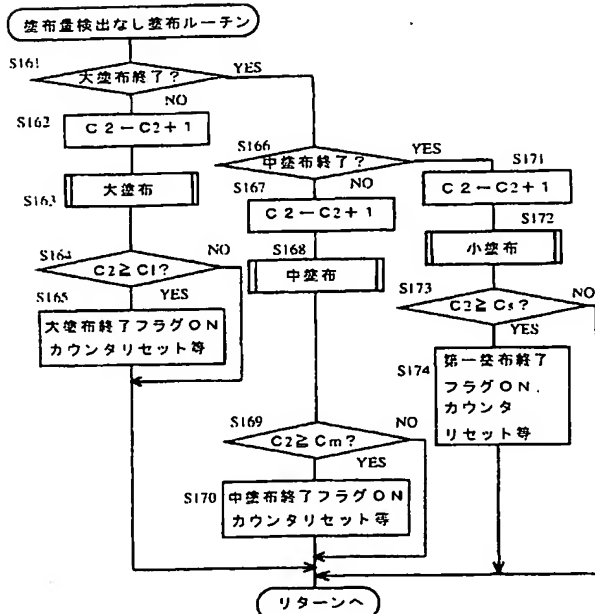 塗布量検出なし塗布ルーチン
S161
大塗布終了?
YES
NO
S162
C2←C2+1
S163
大塗布
S164
C2≧Cl?
NO
YES
S165
大塗布終了フラグON
カウンタリセット等
S166
中塗布終了?
YES
NO
S167
C2←C2+1
S168
中塗布
S169
C2≧Cm?
NO
YES
S170
中塗布終了フラグON
カウンタリセット等
S171
C2←C2+1
S172
小塗布
S173
C2≧Cs?
NO
YES
S174
第一塗布終了
フラグON、
カウンタ
リセット等
リターンへ